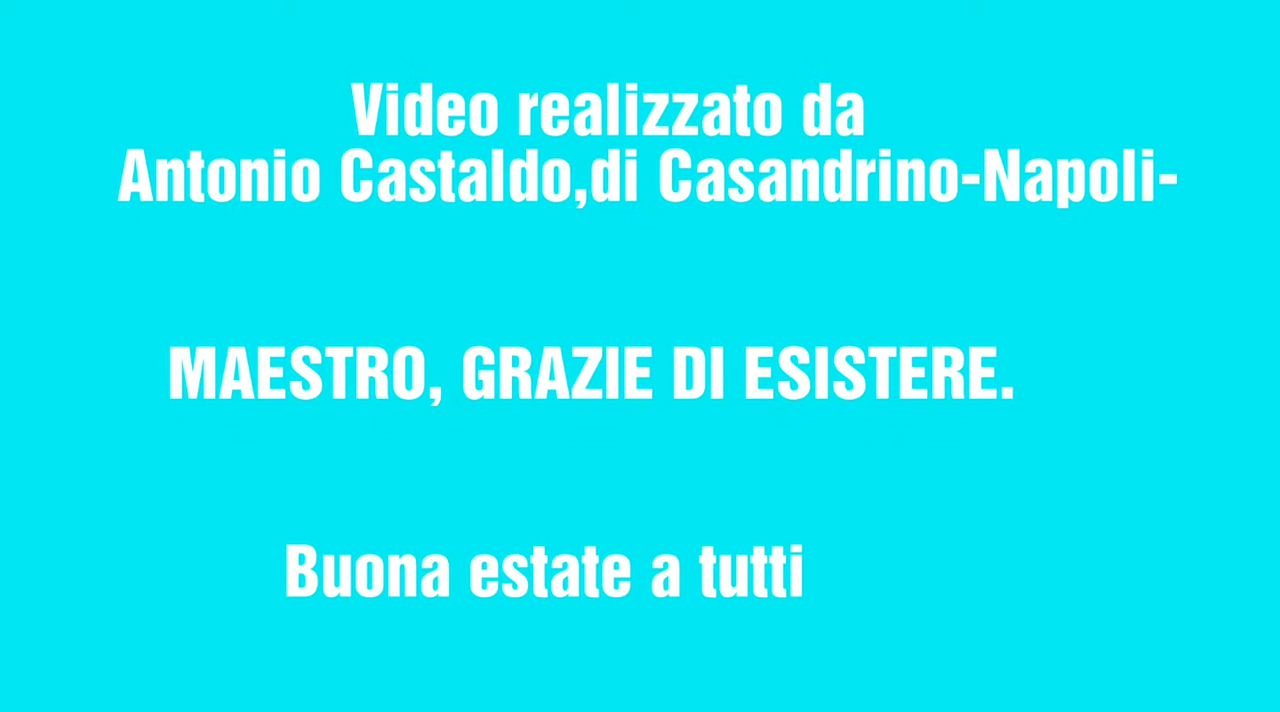 Video realizzato da
Antonio Castaldo,di Casandrino-Napoli-
MAESTRO, GRAZIE DI ESISTERE.
Buona estate a tutti